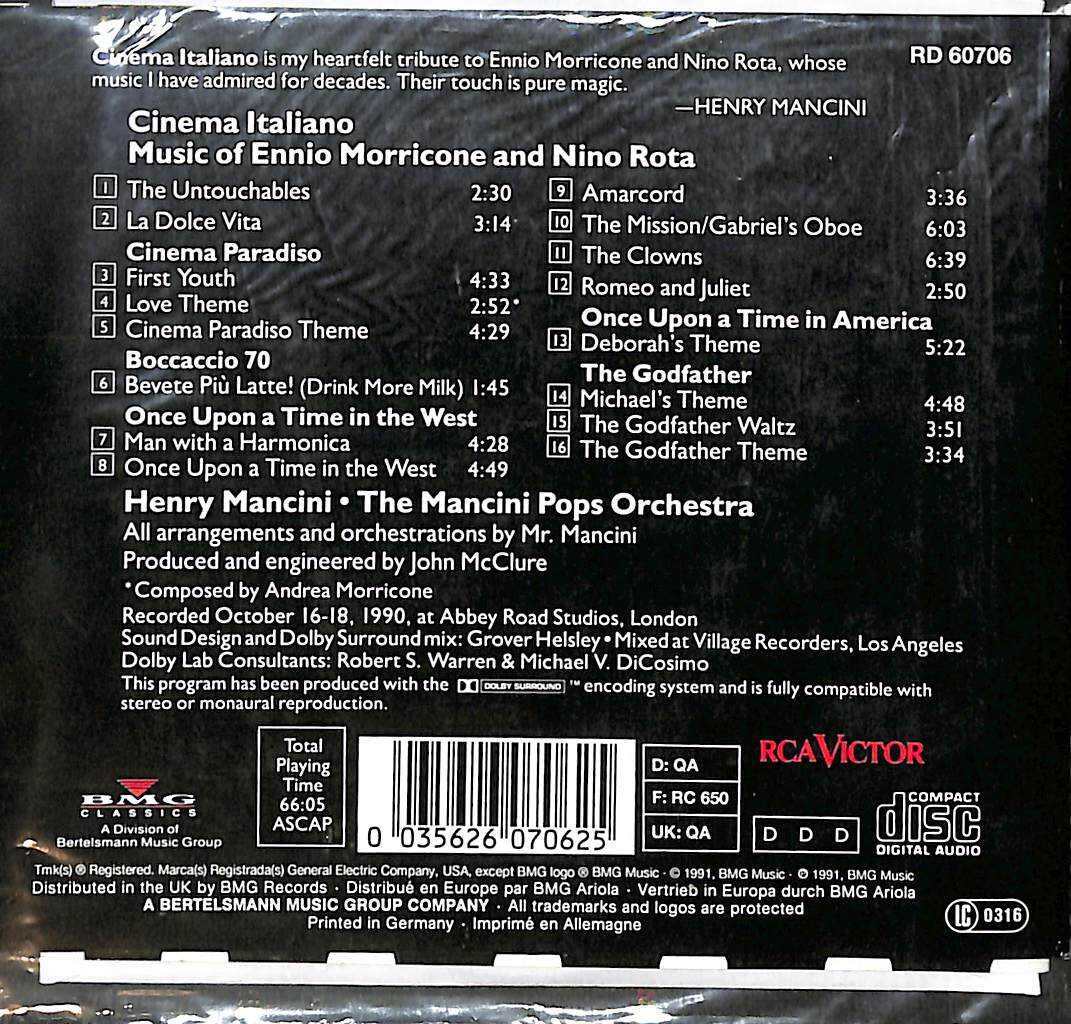 Cinema Italiano is my heartfelt tribute to Ennio Morricone and Nino Rota, whose
music I have admired for decades. Their touch is pure magic.
—HENRY MANCINI
RD 60706
Cinema Italiano
Music of Ennio Morricone and Nino Rota
1 The Untouchables 2:30
2 La Dolce Vita 3:14
Cinema Paradiso
3 First Youth 4:33
4 Love Theme 2:52*
5 Cinema Paradiso Theme 4:29
Boccaccio 70
6 Bevete Più Latte! (Drink More Milk) 1:45
Once Upon a Time in the West
7 Man with a Harmonica 4:28
8 Once Upon a Time in the West 4:49
9 Amarcord 3:36
10 The Mission/Gabriel's Oboe 6:03
11 The Clowns 6:39
12 Romeo and Juliet 2:50
Once Upon a Time in America
13 Deborah's Theme 5:22
The Godfather
14 Michael's Theme 4:48
15 The Godfather Waltz 3:51
16 The Godfather Theme 3:34
Henry Mancini • The Mancini Pops Orchestra
All arrangements and orchestrations by Mr. Mancini
Produced and engineered by John McClure
*Composed by Andrea Morricone
Recorded October 16-18, 1990, at Abbey Road Studios, London
Sound Design and Dolby Surround mix: Grover Helsley • Mixed at Village Recorders, Los Angeles
Dolby Lab Consultants: Robert S. Warren & Michael V. DiCosimo
This program has been produced with the DOLBY SURROUND ™ encoding system and is fully compatible with
stereo or monaural reproduction.
BMG
CLASSICS
A Division of
Bertelsmann Music Group
Total
Playing
Time
66:05
ASCAP
0 035626 070625
D: QA
F: RC 650
UK: QA
RCA VICTOR
D D D
COMPACT
disc
DIGITAL AUDIO
Tmk(s) ® Registered. Marca(s) Registrada(s) General Electric Company, USA, except BMG logo ® BMG Music · © 1991, BMG Music · ℗ 1991, BMG Music
Distributed in the UK by BMG Records · Distribué en Europe par BMG Ariola · Vertrieb in Europa durch BMG Ariola
A BERTELSMANN MUSIC GROUP COMPANY · All trademarks and logos are protected
Printed in Germany · Imprimé en Allemagne
LC 0316